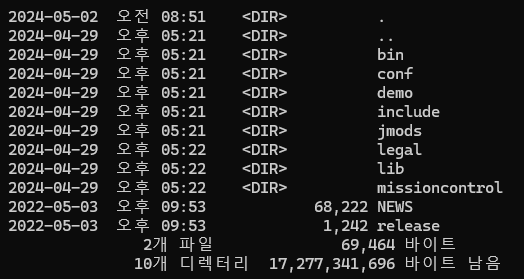 2024-05-02  오전 08:51    <DIR>          .
2024-04-29  오후 05:21    <DIR>          ..
2024-04-29  오후 05:21    <DIR>          bin
2024-04-29  오후 05:21    <DIR>          conf
2024-04-29  오후 05:21    <DIR>          demo
2024-04-29  오후 05:21    <DIR>          include
2024-04-29  오후 05:21    <DIR>          jmods
2024-04-29  오후 05:22    <DIR>          legal
2024-04-29  오후 05:22    <DIR>          lib
2024-04-29  오후 05:22    <DIR>          missioncontrol
2022-05-03  오후 09:53            68,222 NEWS
2022-05-03  오후 09:53             1,242 release
               2개 파일              69,464 바이트
              10개 디렉터리  17,277,341,696 바이트 남음